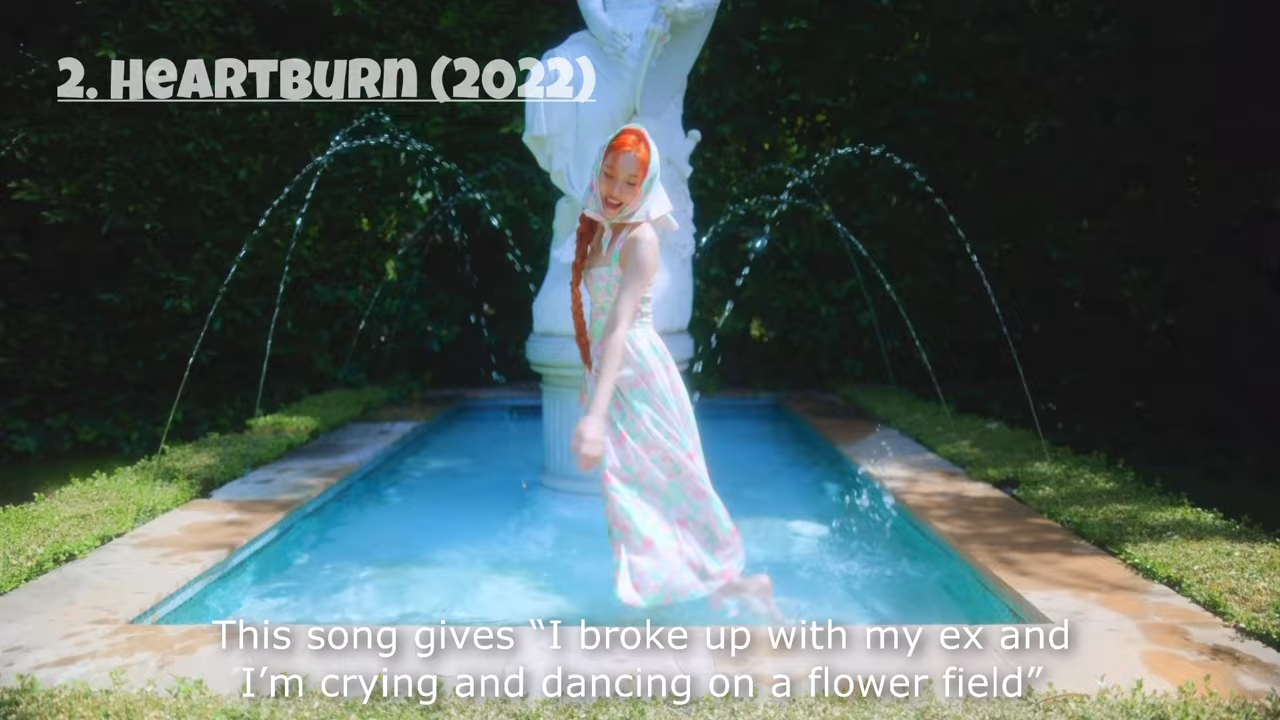 2. Heartburn (2022)
This song gives “I broke up with my ex and
I’m crying and dancing on a flower field”